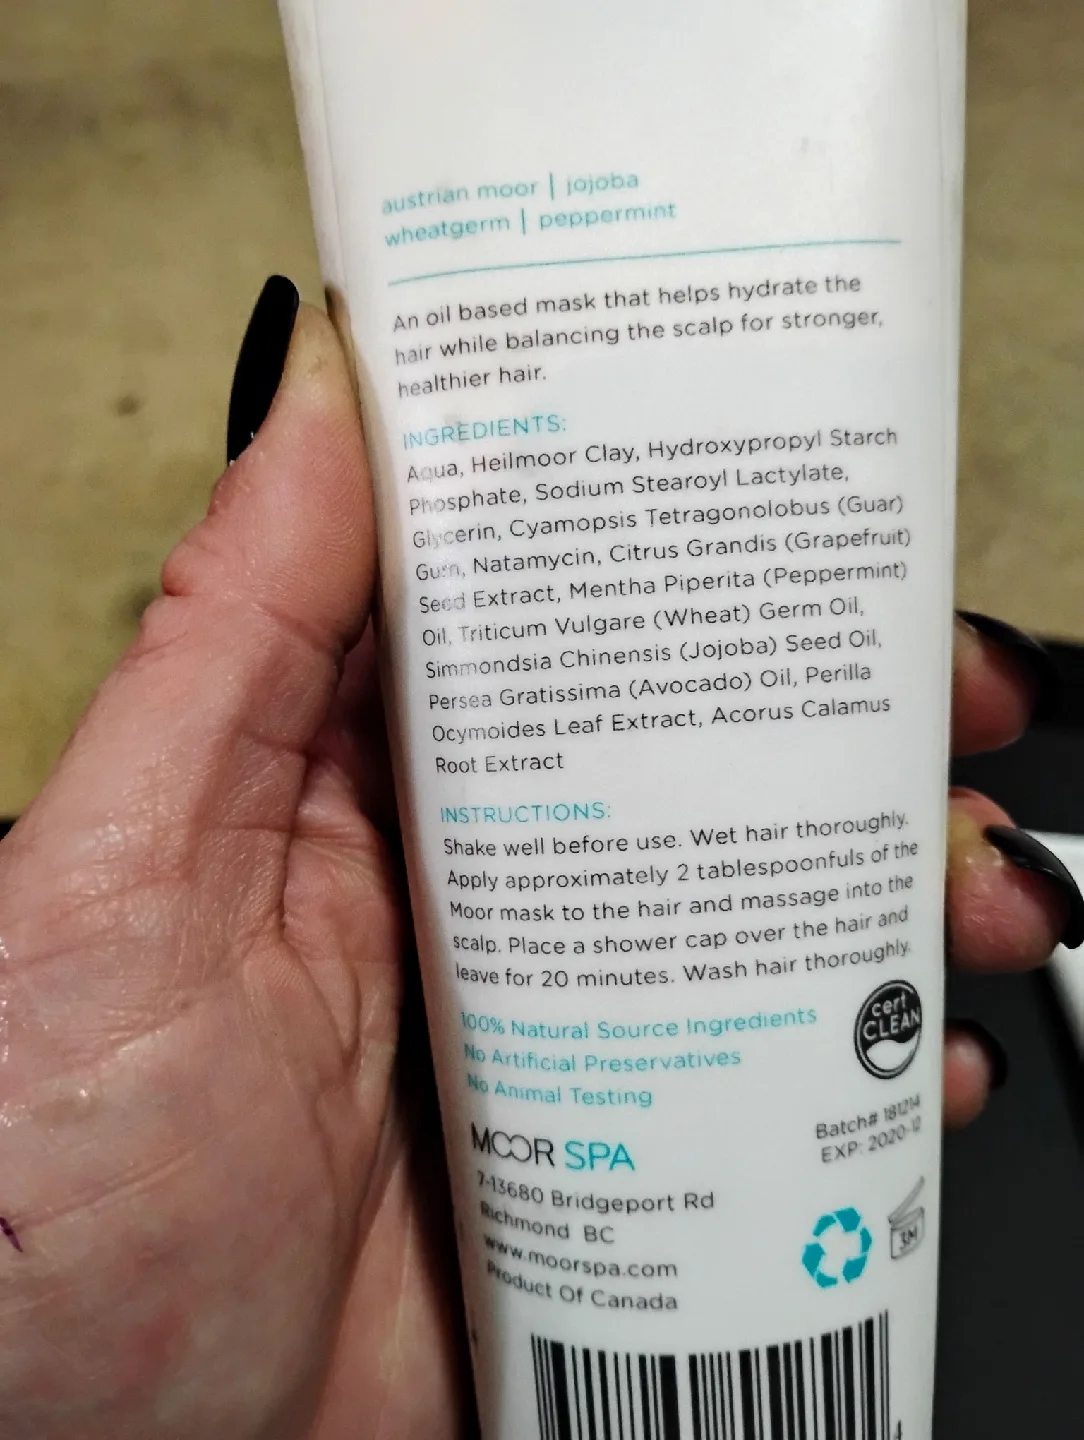 austrian moor | jojoba
wheatgerm | peppermint
An oil based mask that helps hydrate the
hair while balancing the scalp for stronger,
healthier hair.
INGREDIENTS:
Aqua, Heilmoor Clay, Hydroxypropyl Starch
Phosphate, Sodium Stearoyl Lactylate,
Glycerin, Cyamopsis Tetragonolobus (Guar)
Gum, Natamycin, Citrus Grandis (Grapefruit)
Seed Extract, Mentha Piperita (Peppermint)
Oil, Triticum Vulgare (Wheat) Germ Oil,
Simmondsia Chinensis (Jojoba) Seed Oil,
Persea Gratissima (Avocado) Oil, Perilla
Ocymoides Leaf Extract, Acorus Calamus
Root Extract
INSTRUCTIONS:
Shake well before use. Wet hair thoroughly.
Apply approximately 2 tablespoonfuls of the
Moor mask to the hair and massage into the
scalp. Place a shower cap over the hair and
leave for 20 minutes. Wash hair thoroughly.
cert
CLEAN
100% Natural Source Ingredients
No Artificial Preservatives
No Animal Testing
Batch# 181214
EXP: 2020-12
MOOR SPA
7-13680 Bridgeport Rd
Richmond BC
www.moorspa.com
Product Of Canada
3M
4